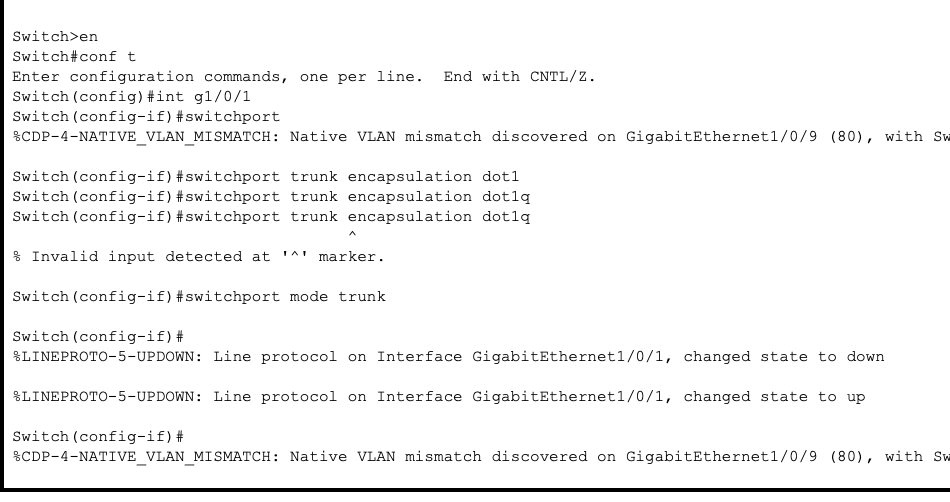 Switch>en
Switch#conf t
Enter configuration commands, one per line.  End with CNTL/Z.
Switch(config)#int g1/0/1
Switch(config-if)#switchport
%CDP-4-NATIVE_VLAN_MISMATCH: Native VLAN mismatch discovered on GigabitEthernet1/0/9 (80), with Sw
Switch(config-if)#switchport trunk encapsulation dot1
Switch(config-if)#switchport trunk encapsulation dot1q
Switch(config-if)#switchport trunk encapsulation dot1q
^
% Invalid input detected at '^' marker.
Switch(config-if)#switchport mode trunk
Switch(config-if)#
%LINEPROTO-5-UPDOWN: Line protocol on Interface GigabitEthernet1/0/1, changed state to down
%LINEPROTO-5-UPDOWN: Line protocol on Interface GigabitEthernet1/0/1, changed state to up
Switch(config-if)#
%CDP-4-NATIVE_VLAN_MISMATCH: Native VLAN mismatch discovered on GigabitEthernet1/0/9 (80), with Sw